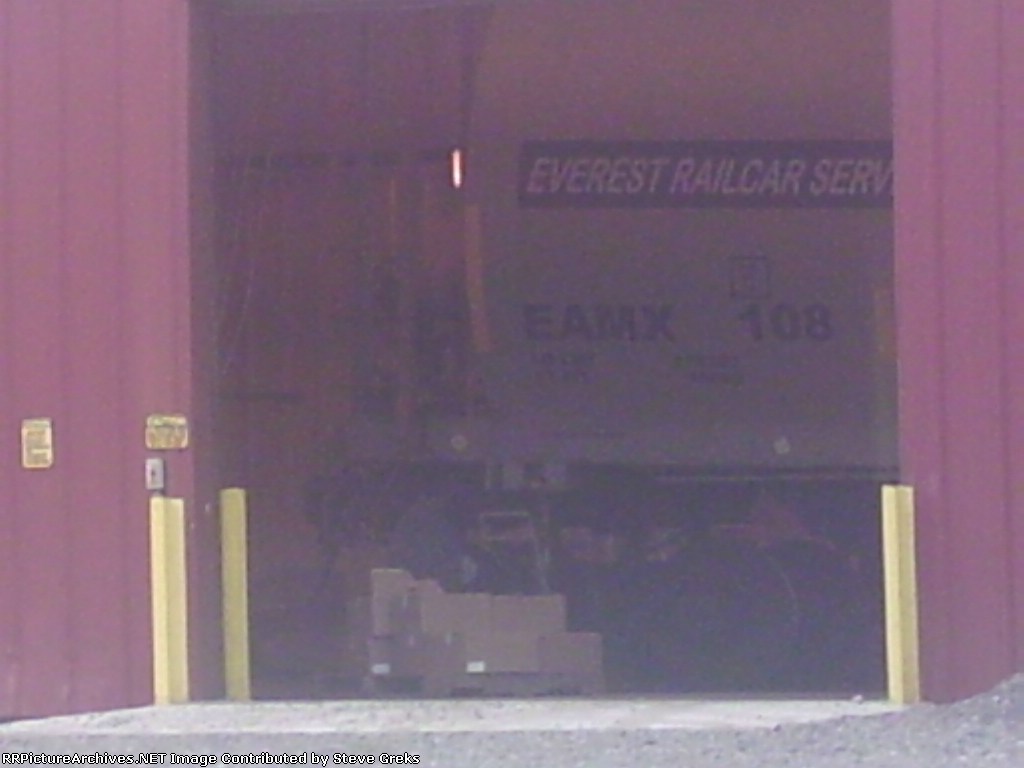 EVEREST RAILCAR SERV
EAMX 108
RRPictureArchives.NET Image Contributed by Steve Greks